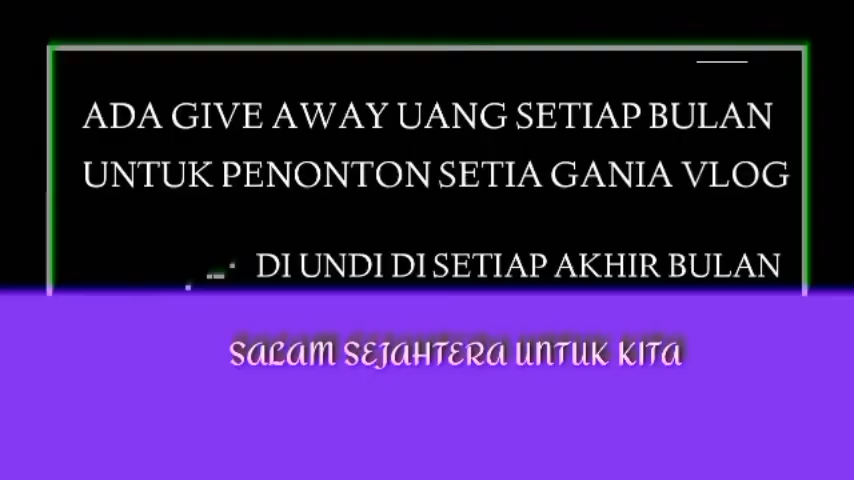 ADA GIVE AWAY UANG SETIAP BULAN
UNTUK PENONTON SETIA GANIA VLOG
DI UNDI DI SETIAP AKHIR BULAN
SALAM SEJAHTERA UNTUK KITA